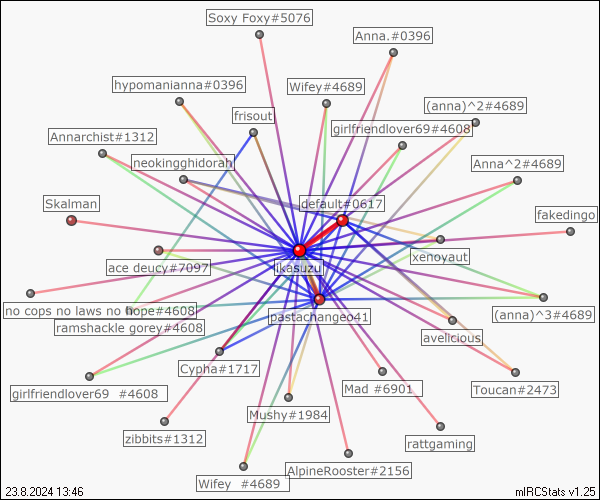 Soxy Foxy#5076
Anna.#0396
hypomanianna#0396
Wifey#4689
(anna)^2#4689
frisout
girlfriendlover69#4608
Annarchist#1312
neokingghidorah
Anna^2#4689
Skalman
default#0617
fakedingo
xenoyaut
ace deucy#7097
ikasuzu
no cops no laws no hope#4608
pastachangeo41
(anna)^3#4689
ramshackle gorey#4608
avelicious
Cypha#1717
girlfriendlover69 #4608
Mad #6901
Toucan#2473
Mushy#1984
zibbits#1312
rattgaming
AlpineRooster#2156
Wifey #4689
23.8.2024 13:46
mIRCStats v1.25